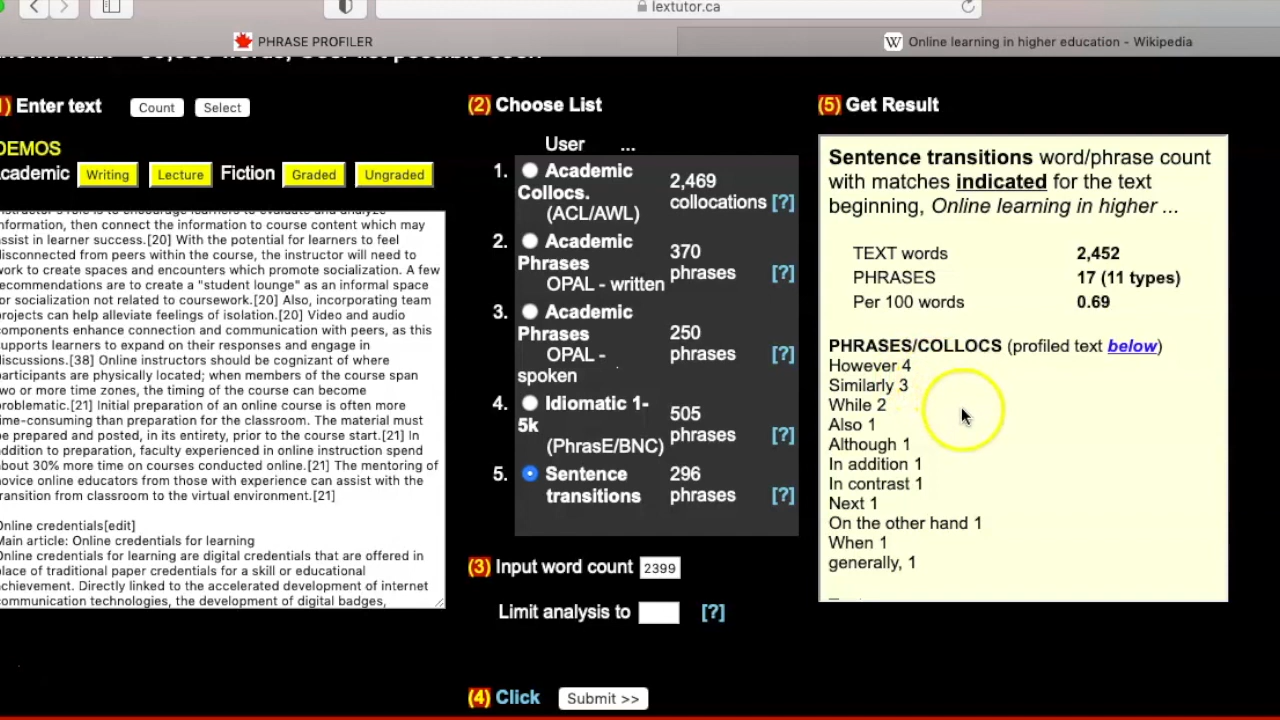 lextutor.ca
PHRASE PROFILER
Online learning in higher education - Wikipedia
) Enter text Count Select
DEMOS
cademic Writing Lecture Fiction Graded Ungraded
information, then connect the information to course content which may
assist in learner success.[20] With the potential for learners to feel
disconnected from peers within the course, the instructor will need to
work to create spaces and encounters which promote socialization. A few
recommendations are to create a "student lounge" as an informal space
for socialization not related to coursework.[20] Also, incorporating team
projects can help alleviate feelings of isolation.[20] Video and audio
components enhance connection and communication with peers, as this
supports learners to expand on their responses and engage in
discussions.[38] Online instructors should be cognizant of where
participants are physically located; when members of the course span
two or more time zones, the timing of the course can become
problematic.[21] Initial preparation of an online course is often more
time-consuming than preparation for the classroom. The material must
be prepared and posted, in its entirety, prior to the course start.[21] In
addition to preparation, faculty experienced in online instruction spend
about 30% more time on courses conducted online.[21] The mentoring of
novice online educators from those with experience can assist with the
transition from classroom to the virtual environment.[21]
Online credentials[edit]
Main article: Online credentials for learning
Online credentials for learning are digital credentials that are offered in
place of traditional paper credentials for a skill or educational
achievement. Directly linked to the accelerated development of internet
communication technologies, the development of digital badges,
(2) Choose List
User ...
1. Academic Collocs. (ACL/AWL) 2,469 collocations [?]
2. Academic Phrases OPAL - written 370 phrases [?]
3. Academic Phrases OPAL - spoken 250 phrases [?]
4. Idiomatic 1-5k (PhrasE/BNC) 505 phrases [?]
5. Sentence transitions 296 phrases [?]
(3) Input word count 2399
Limit analysis to [?]
(4) Click Submit >>
(5) Get Result
Sentence transitions word/phrase count
with matches indicated for the text
beginning, Online learning in higher ...
TEXT words 2,452
PHRASES 17 (11 types)
Per 100 words 0.69
PHRASES/COLLOCS (profiled text below)
However 4
Similarly 3
While 2
Also 1
Although 1
In addition 1
In contrast 1
Next 1
On the other hand 1
When 1
generally, 1